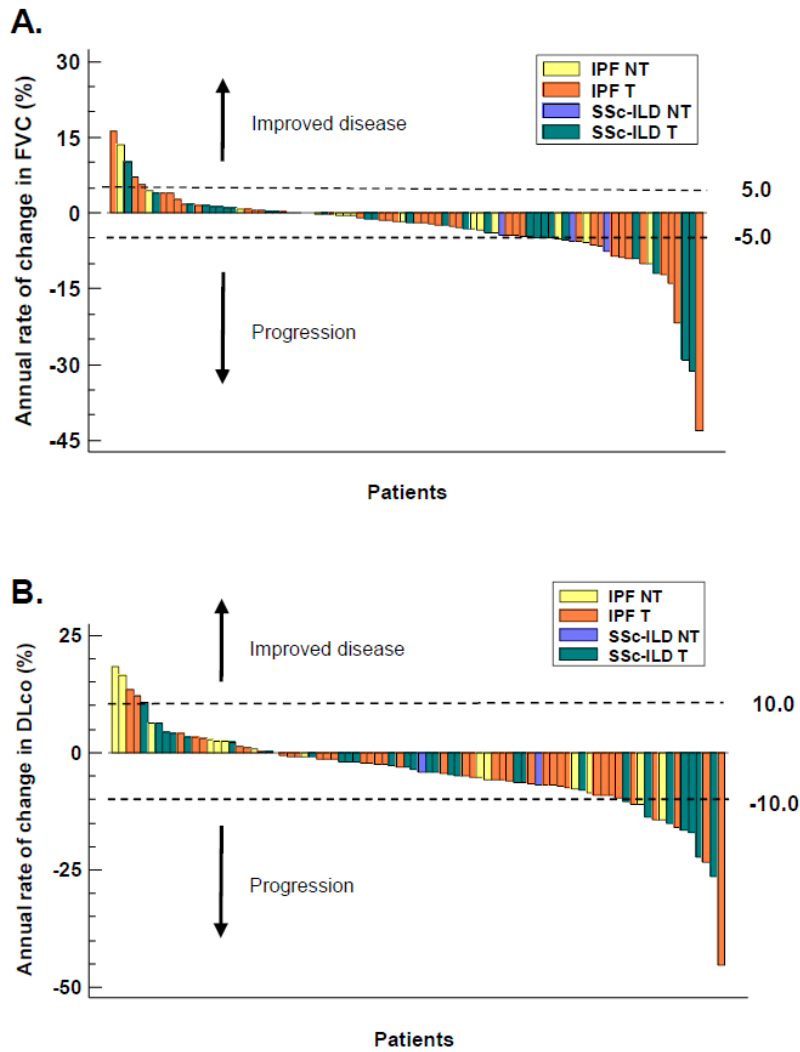 A.
Annual rate of change in FVC (%)
30
15
0
-15
-30
-45
Improved disease
Progression
IPF NT
IPF T
SSc-ILD NT
SSc-ILD T
5.0
-5.0
Patients
B.
Annual rate of change in DLco (%)
25
0
-25
-50
Improved disease
Progression
IPF NT
IPF T
SSc-ILD NT
SSc-ILD T
10.0
-10.0
Patients